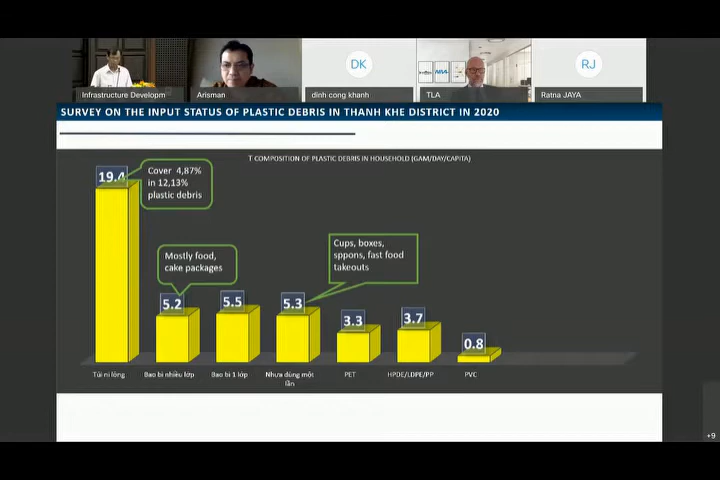 DK
RJ
Infrastructure Developm
Arisman
dinh cong khanh
TLA
Ratna JAYA
SURVEY ON THE INPUT STATUS OF PLASTIC DEBRIS IN THANH KHE DISTRICT IN 2020
T COMPOSITION OF PLASTIC DEBRIS IN HOUSEHOLD (GAM/DAY/CAPITA)
19.4
Cover 4,87%
in 12,13%
plastic debris
Mostly food,
cake packages
Cups, boxes,
sppons, fast food
takeouts
5.2
5.5
5.3
3.3
3.7
0.8
Túi ni lông
Bao bì nhiều lớp
Bao bì 1 lớp
Nhựa dùng một
lần
PET
HPDE/LDPE/PP
PVC
+9